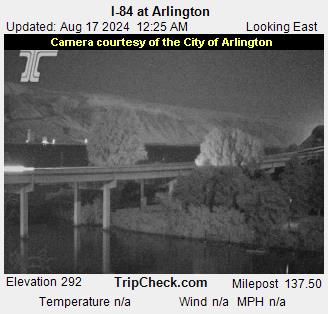 I-84 at Arlington
Updated: Aug 17 2024 12:25 AM Looking East
Camera courtesy of the City of Arlington
Elevation 292 TripCheck.com Milepost 137.50
Temperature n/a Wind n/a MPH n/a